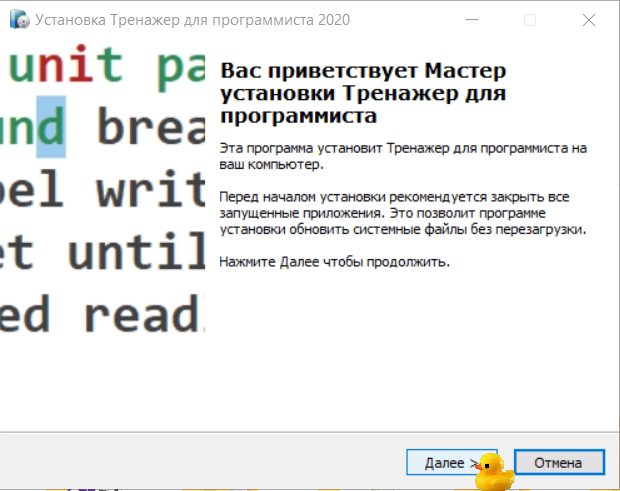 Установка Тренажер для программиста 2020
unit pa
und brea
bel writ
et until
ed read
Вас приветствует Мастер
установки Тренажер для
программиста
Эта программа установит Тренажер для программиста на
ваш компьютер.
Перед началом установки рекомендуется закрыть все
запущенные приложения. Это позволит программе
установки обновить системные файлы без перезагрузки.
Нажмите Далее чтобы продолжить.
Далее >
Отмена